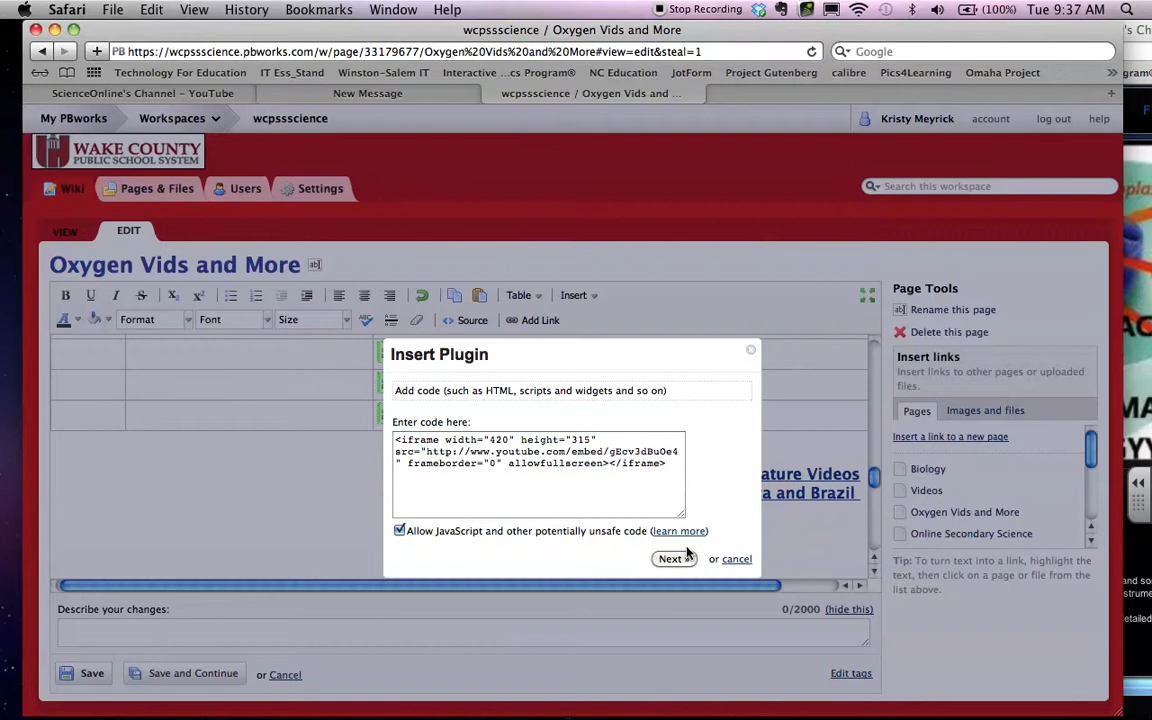 Safari File Edit View History Bookmarks Window Help Stop Recording (100%) Tue 9:37 AM
wcpssscience / Oxygen Vids and More
PB https://wcpssscience.pbworks.com/w/page/33179677/Oxygen%20Vids%20and%20More#view=edit&steal=1 Google
Technology For Education IT Ess_Stand Winston-Salem IT Interactive ...cs Program® NC Education JotForm Project Gutenberg calibre Pics4Learning Omaha Project
ScienceOnline's Channel – YouTube New Message wcpssscience / Oxygen Vids and ...
My PBworks Workspaces wcpssscience Kristy Meyrick account log out help
WAKE COUNTY
PUBLIC SCHOOL SYSTEM
Wiki Pages & Files Users Settings Search this workspace
VIEW EDIT
Oxygen Vids and More
B U I S Table Insert
Format Font Size Source Add Link
Page Tools
Rename this page
Delete this page
Insert links
Insert links to other pages or uploaded files.
Pages Images and files
Insert a link to a new page
Biology
Videos
Oxygen Vids and More
Online Secondary Science
Tip: To turn text into a link, highlight the text, then click on a page or file from the list above.
Insert Plugin
Add code (such as HTML, scripts and widgets and so on)
Enter code here:
<iframe width="420" height="315"
src="http://www.youtube.com/embed/gEcv3dBuOe4
" frameborder="0" allowfullscreen></iframe>
Allow JavaScript and other potentially unsafe code (learn more)
Next » or cancel
ature Videos
a and Brazil
Describe your changes: 0/2000 (hide this)
Save Save and Continue or Cancel Edit tags